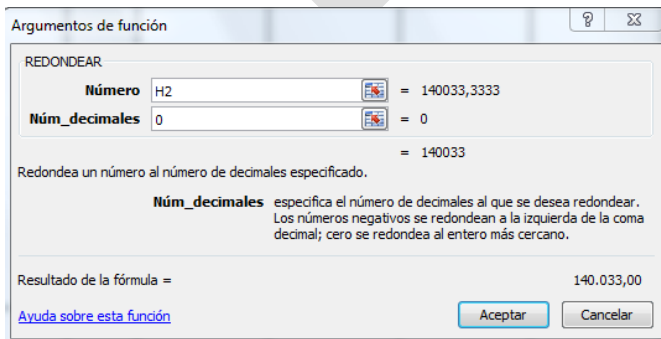 Argumentos de función
?
REDONDEAR
Número H2 = 140033,3333
Núm_decimales 0 = 0
= 140033
Redondea un número al número de decimales especificado.
Núm_decimales especifica el número de decimales al que se desea redondear.
Los números negativos se redondean a la izquierda de la coma
decimal; cero se redondea al entero más cercano.
Resultado de la fórmula = 140.033,00
Ayuda sobre esta función Aceptar Cancelar